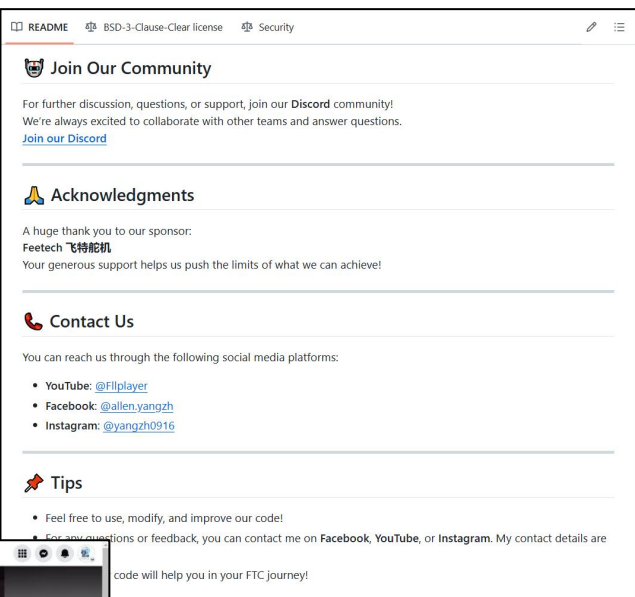 README
BSD-3-Clause-Clear license
Security
Join Our Community
For further discussion, questions, or support, join our Discord community!
We're always excited to collaborate with other teams and answer questions.
Join our Discord
Acknowledgments
A huge thank you to our sponsor:
Feetech 飞特舵机
Your generous support helps us push the limits of what we can achieve!
Contact Us
You can reach us through the following social media platforms:
YouTube: @Fllplayer
Facebook: @allen.yangzh
Instagram: @yangzh0916
Tips
Feel free to use, modify, and improve our code!
For any questions or feedback, you can contact me on Facebook, YouTube, or Instagram. My contact details are
code will help you in your FTC journey!